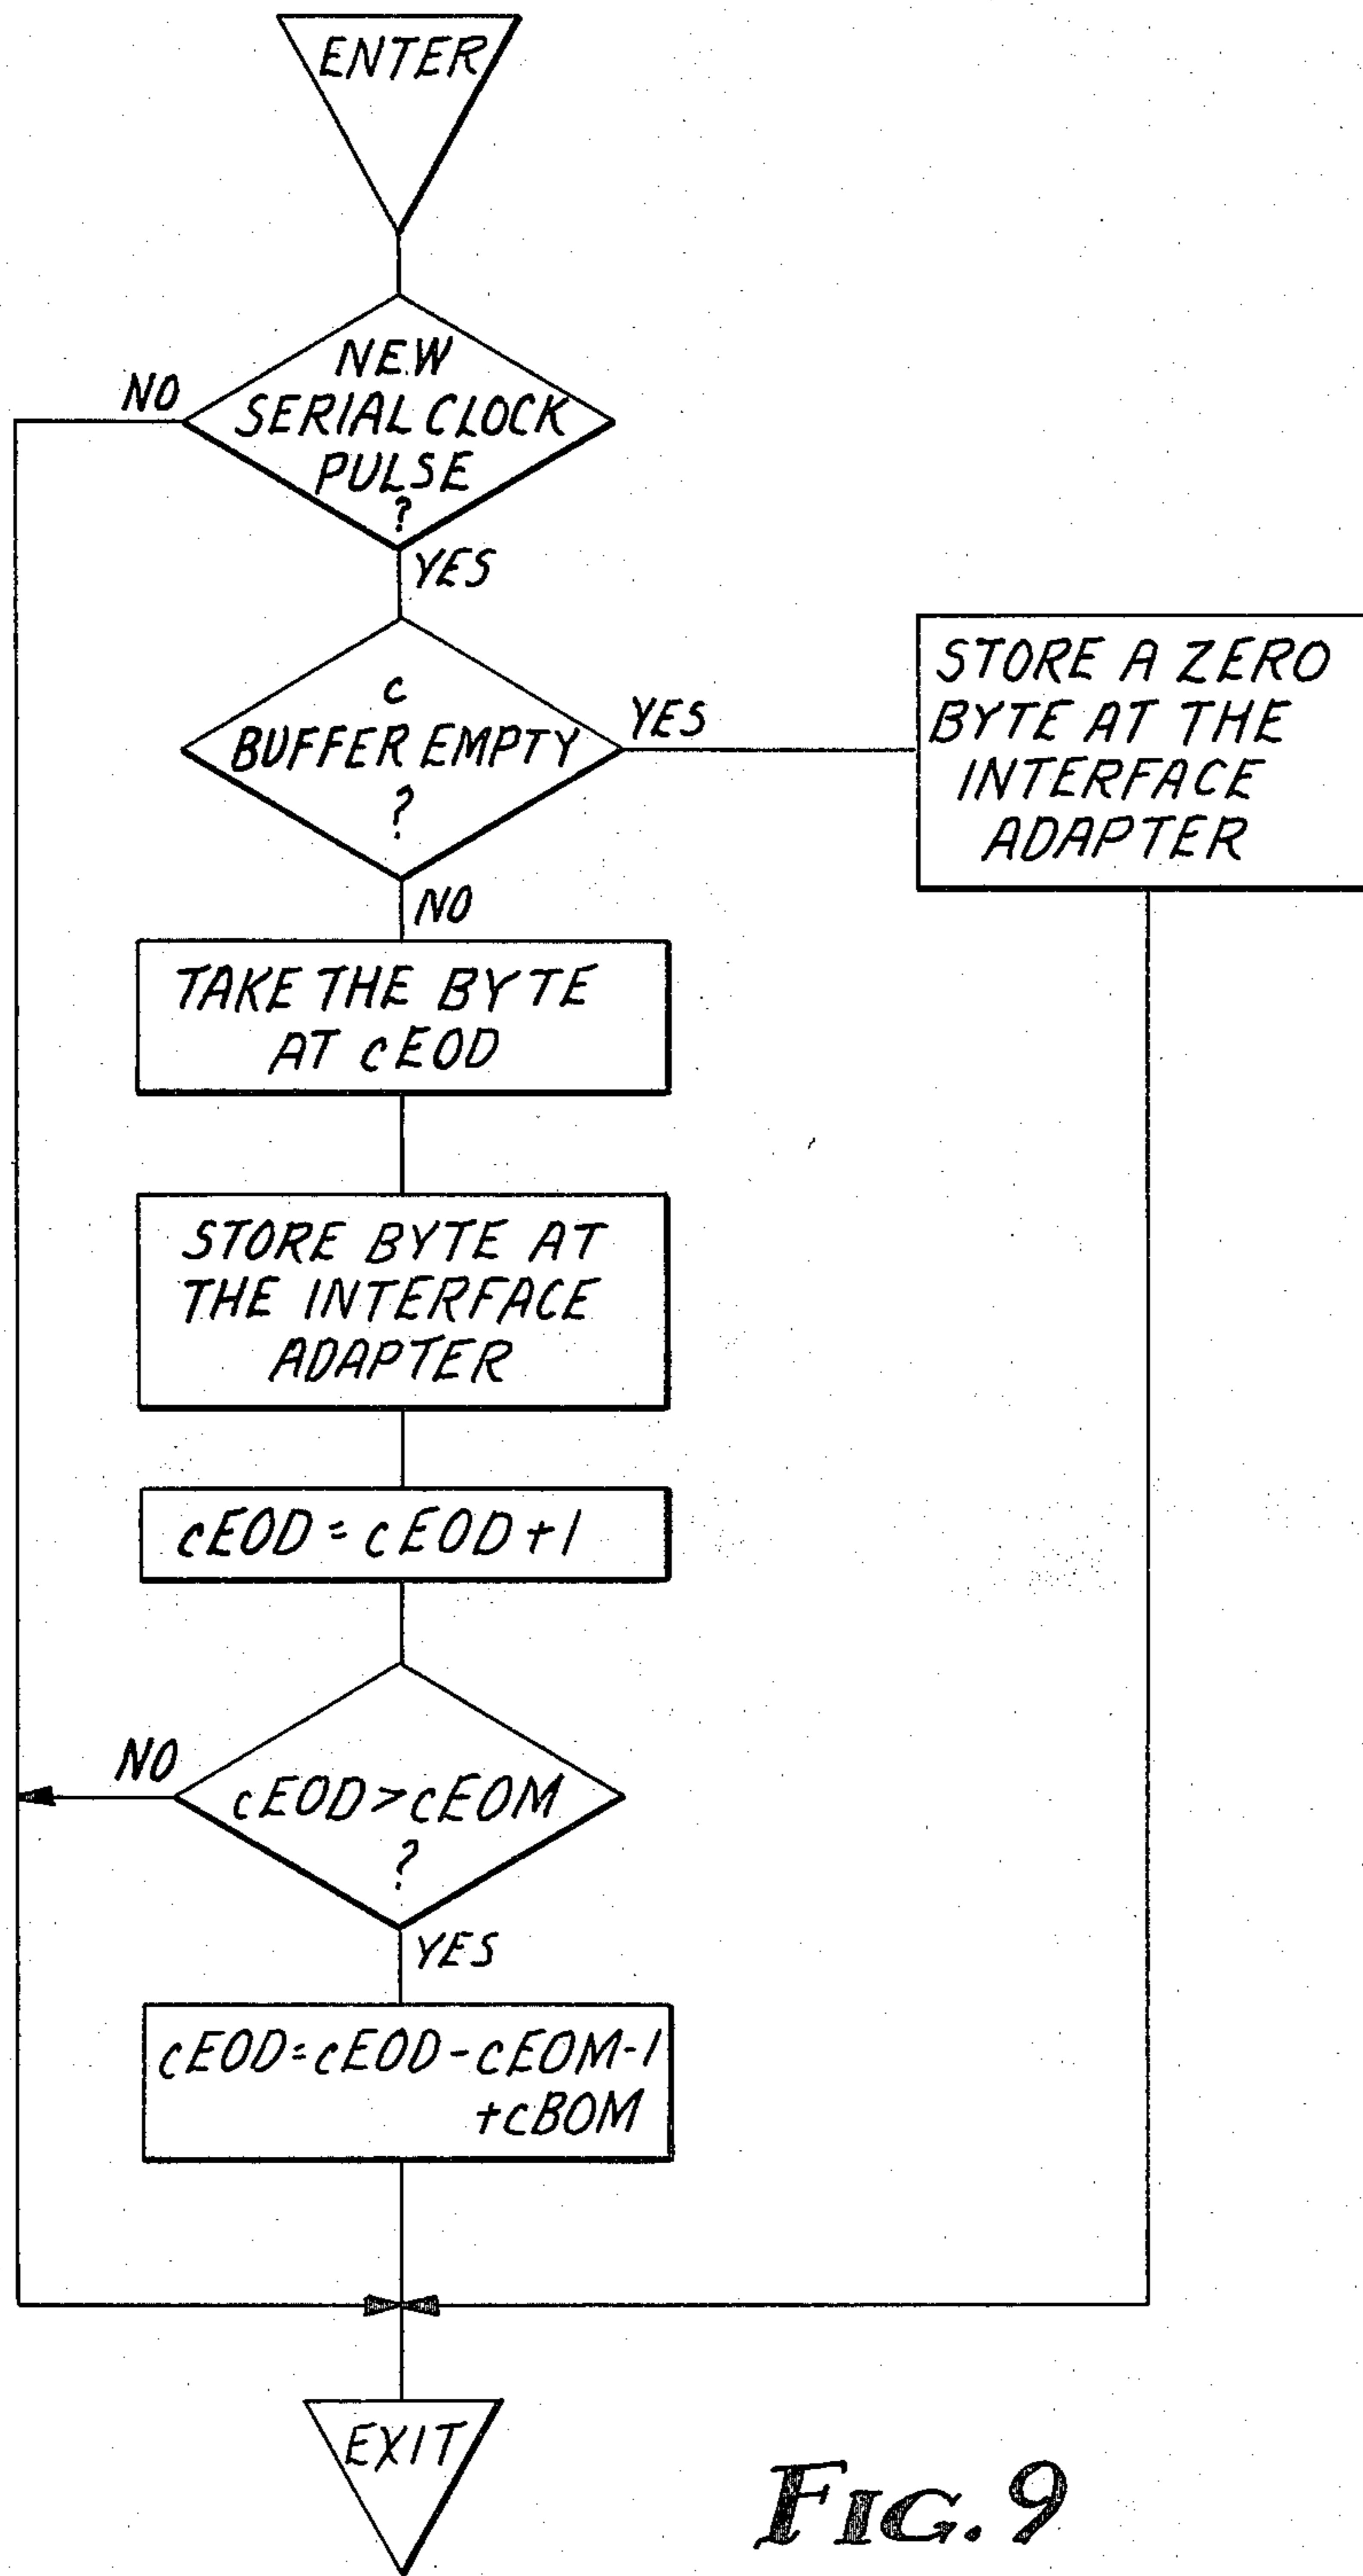 ENTER
NEW
SERIAL CLOCK
PULSE
?
NO
YES
c
BUFFER EMPTY
?
YES
NO
STORE A ZERO
BYTE AT THE
INTERFACE
ADAPTER
TAKE THE BYTE
AT cEOD
STORE BYTE AT
THE INTERFACE
ADAPTER
cEOD = cEOD + 1
cEOD > cEOM
?
NO
YES
cEOD = cEOD - cEOM - 1
+ cBOM
EXIT
FIG. 9